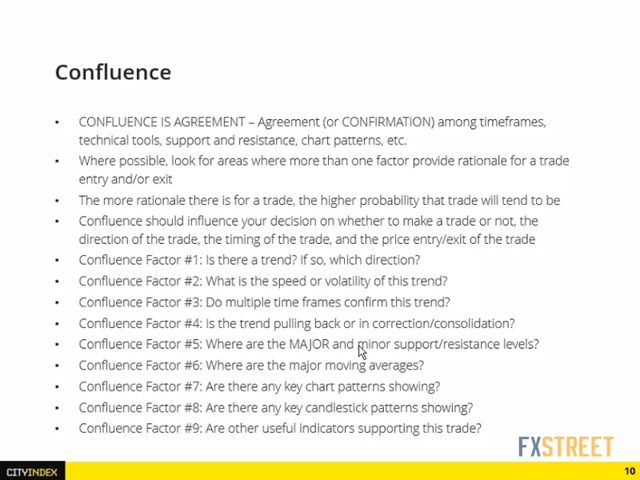 Confluence
• CONFLUENCE IS AGREEMENT – Agreement (or CONFIRMATION) among timeframes,
technical tools, support and resistance, chart patterns, etc.
• Where possible, look for areas where more than one factor provide rationale for a trade
entry and/or exit
• The more rationale there is for a trade, the higher probability that trade will tend to be
• Confluence should influence your decision on whether to make a trade or not, the
direction of the trade, the timing of the trade, and the price entry/exit of the trade
• Confluence Factor #1: Is there a trend? If so, which direction?
• Confluence Factor #2: What is the speed or volatility of this trend?
• Confluence Factor #3: Do multiple time frames confirm this trend?
• Confluence Factor #4: Is the trend pulling back or in correction/consolidation?
• Confluence Factor #5: Where are the MAJOR and minor support/resistance levels?
• Confluence Factor #6: Where are the major moving averages?
• Confluence Factor #7: Are there any key chart patterns showing?
• Confluence Factor #8: Are there any key candlestick patterns showing?
• Confluence Factor #9: Are other useful indicators supporting this trade?
FXSTREET
CITYINDEX
10